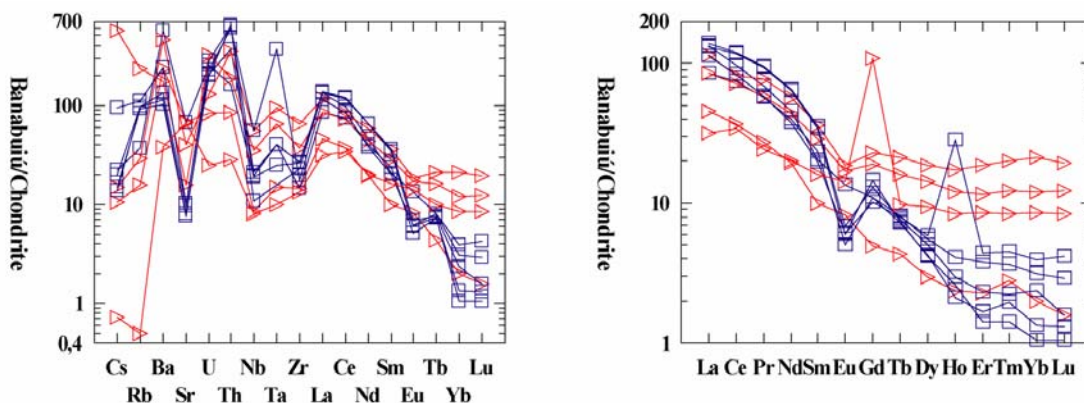 Banabuiú/Chondrite
700
100
10
1
0,4
Cs Ba U Nb Zr Ce Sm Tb Lu
Rb Sr Th Ta La Nd Eu Yb
Banabuiú/Chondrite
200
100
10
1
La Ce Pr Nd Sm Eu Gd Tb Dy Ho Er Tm Yb Lu